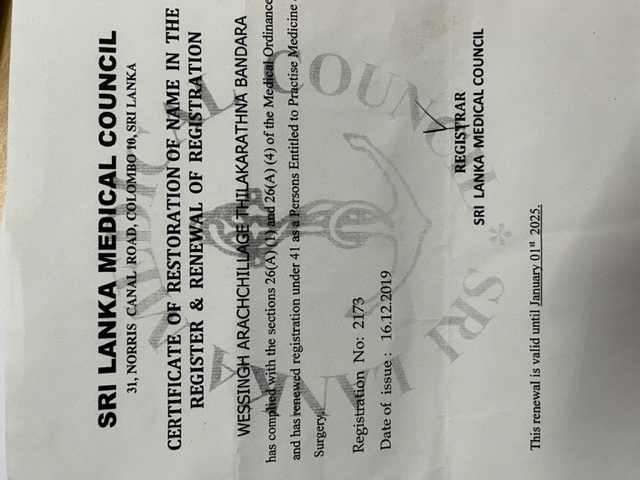 SRI LANKA MEDICAL COUNCIL
31, NORRIS CANAL ROAD, COLOMBO 10, SRI LANKA
CERTIFICATE OF RESTORATION OF NAME IN THE
REGISTER & RENEWAL OF REGISTRATION
WESSINGH ARACHCHILLAGE THILAKARATHNA BANDARA
has complied with the sections 26(A) (1) and 26(A) (4) of the Medical Ordinance
and has renewed registration under 41 as a Persons Entitled to Practise Medicine
Surgery.
Registration No: 2173
Date of issue : 16.12.2019
REGISTRAR
SRI LANKA MEDICAL COUNCIL
This renewal is valid until January 01st 2025.
SRI LANKA MEDICAL COUNCIL *